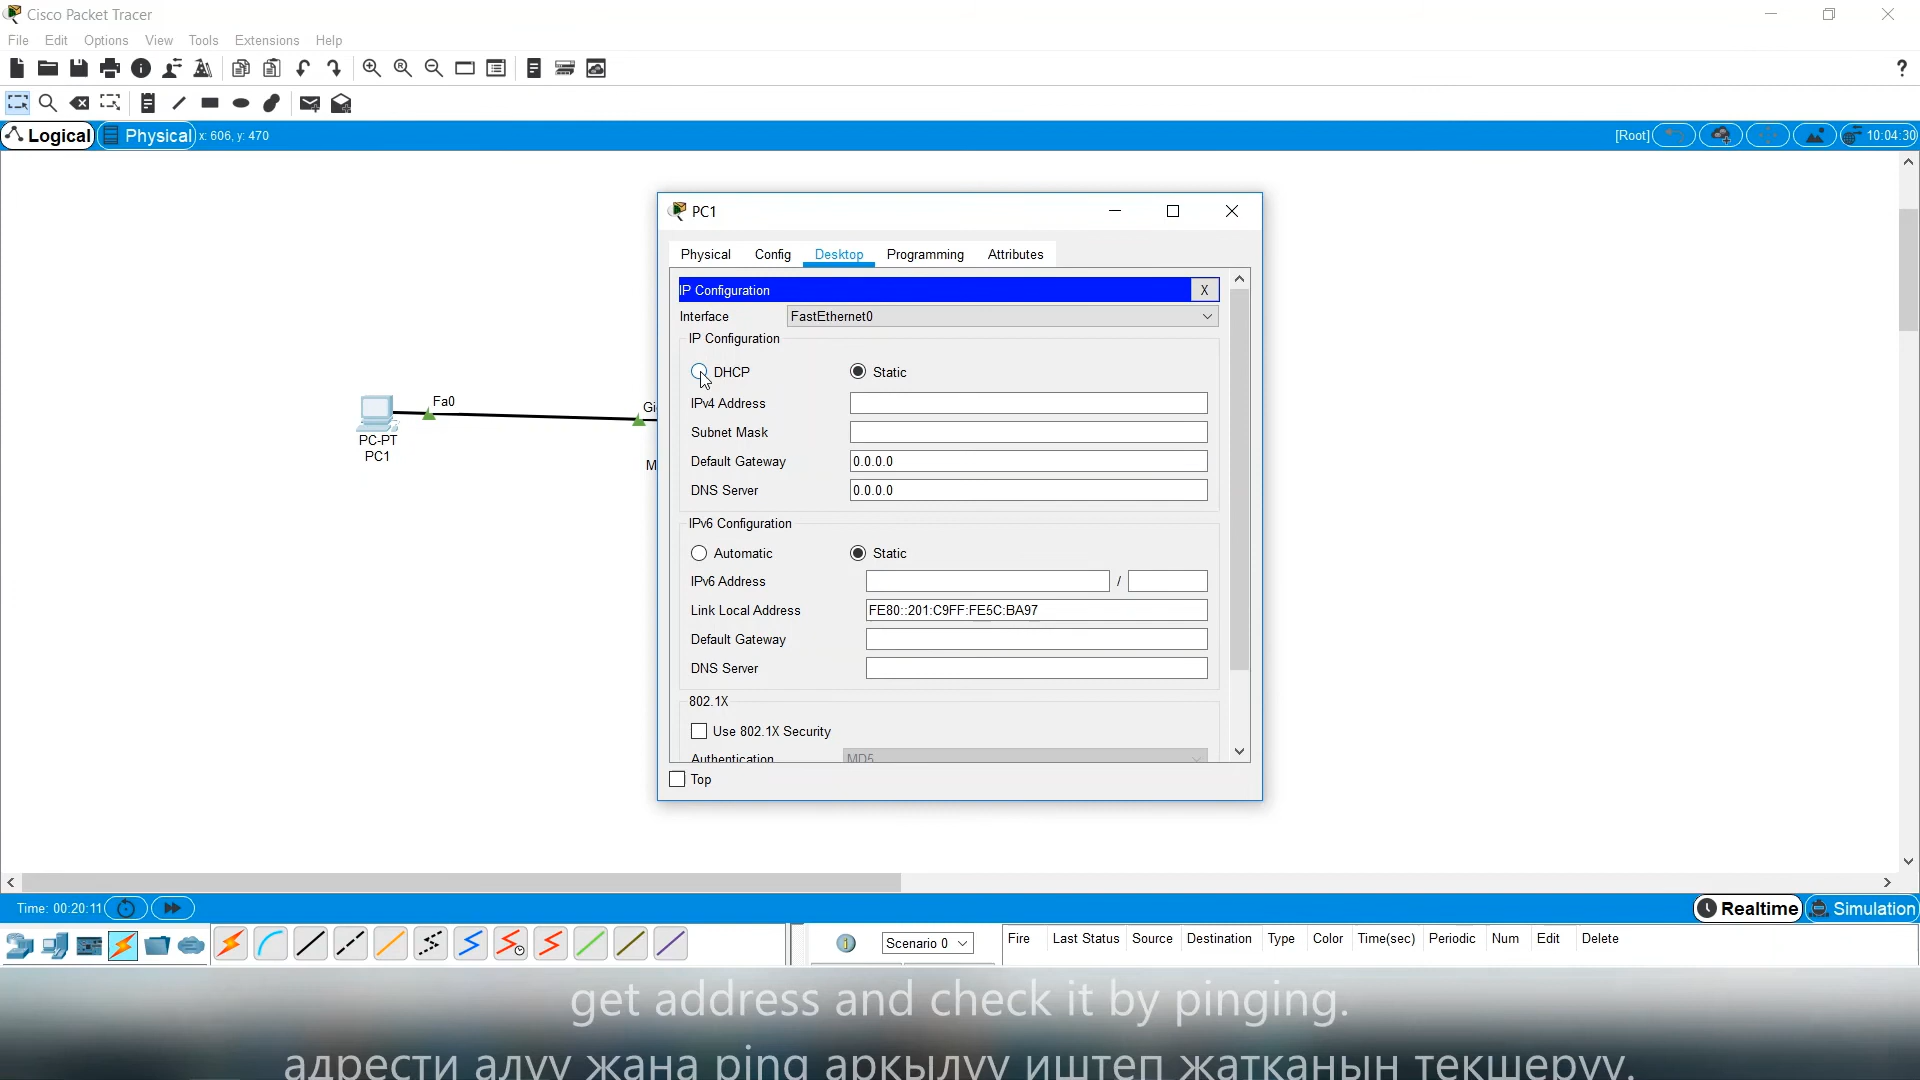 Cisco Packet Tracer
File Edit Options View Tools Extensions Help
?
Logical Physical x: 606, y: 470 [Root] 10:04:30
PC1
Physical Config Desktop Programming Attributes
IP Configuration X
Interface FastEthernet0
IP Configuration
DHCP Static
IPv4 Address
Subnet Mask
Default Gateway 0.0.0.0
DNS Server 0.0.0.0
IPv6 Configuration
Automatic Static
IPv6 Address /
Link Local Address FE80::201:C9FF:FE5C:BA97
Default Gateway
DNS Server
802.1X
Use 802.1X Security
Authentication MD5
Top
Fa0
PC-PT
PC1
Gi
M
Time: 00:20:11 Realtime Simulation
1 Scenario 0 Fire Last Status Source Destination Type Color Time(sec) Periodic Num Edit Delete
get address and check it by pinging.
адрести алуу жана ping аркылуу иштеп жатканын текшерүү.